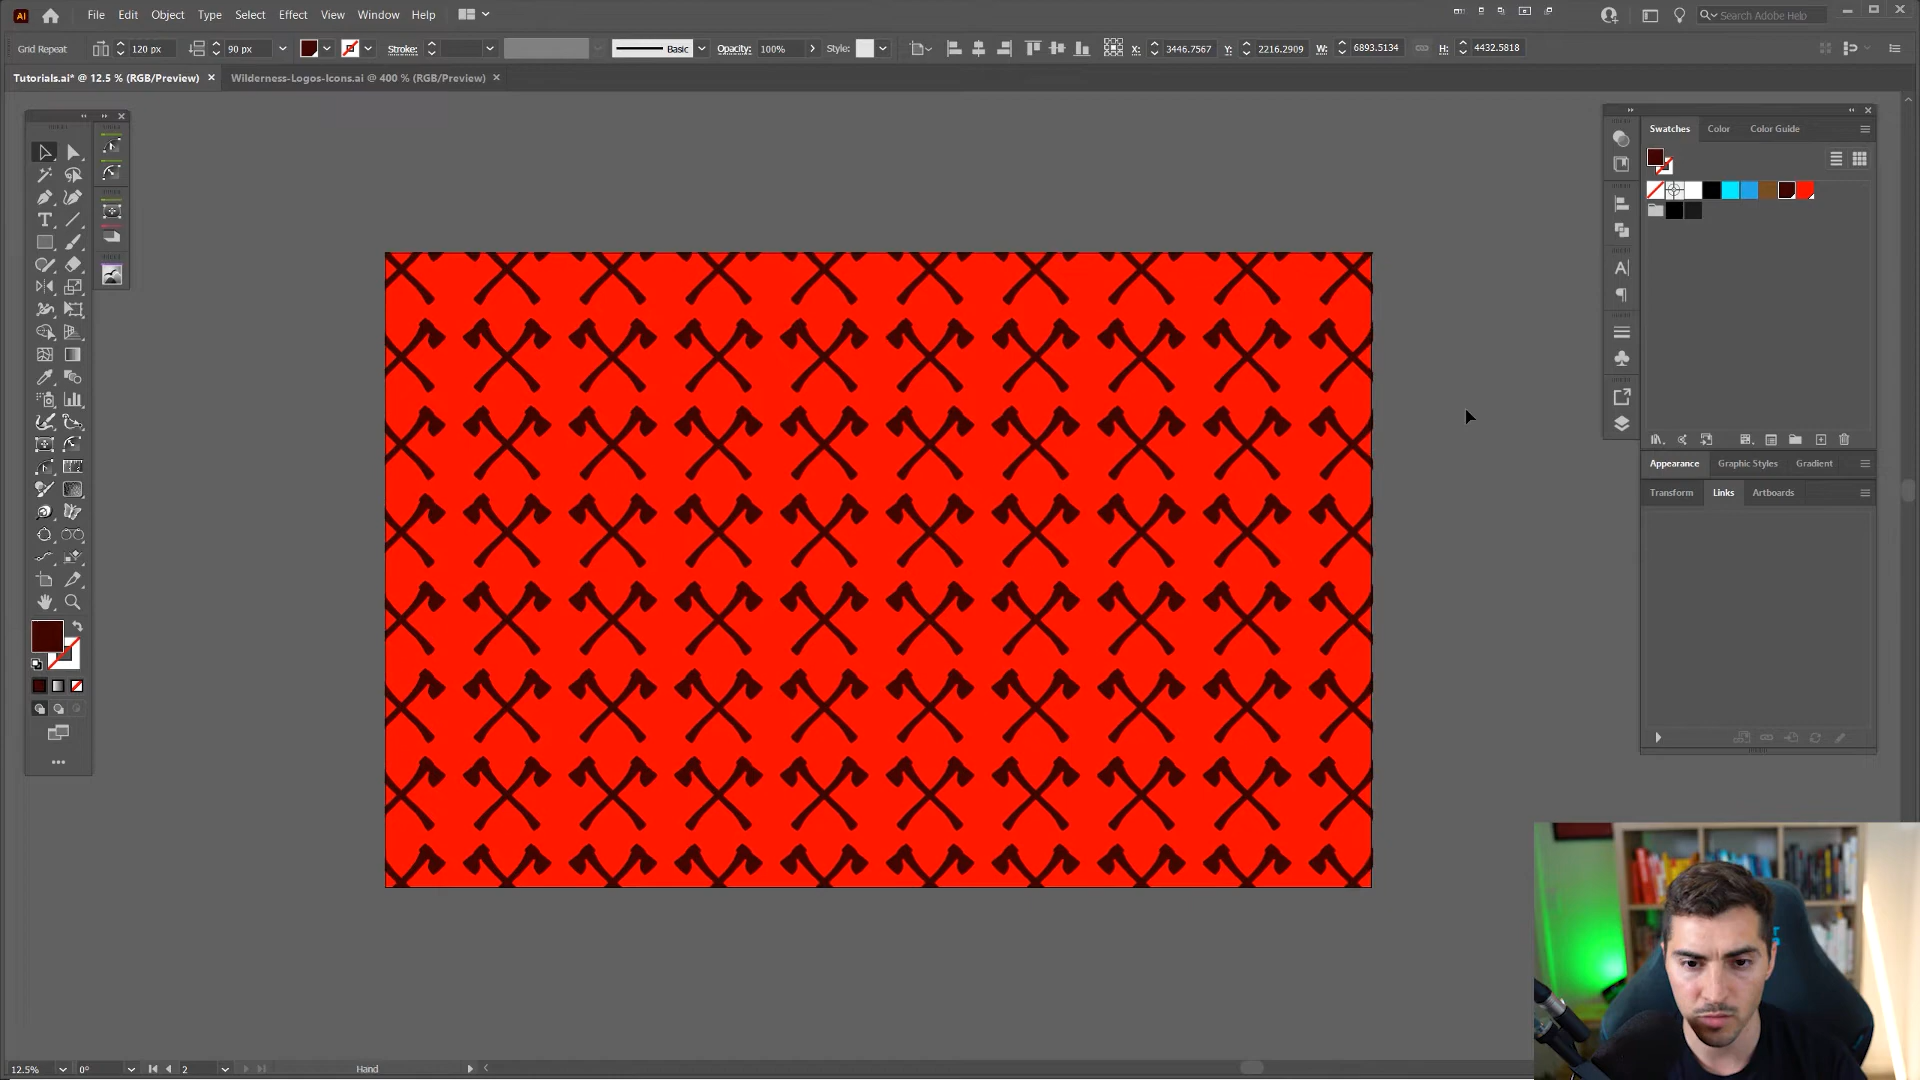 Ai File Edit Object Type Select Effect View Window Help Search Adobe Help
Grid Repeat 120 px 90 px Stroke: Basic Opacity: 100% Style: X: 3446.7567 Y: 2216.2909 W: 6893.5134 H: 4432.5818
Tutorials.ai* @ 12.5 % (RGB/Preview) × Wilderness-Logos-Icons.ai @ 400 % (RGB/Preview) ×
Swatches Color Color Guide
Appearance Graphic Styles Gradient
Transform Links Artboards
12.5% 0° 2 Hand